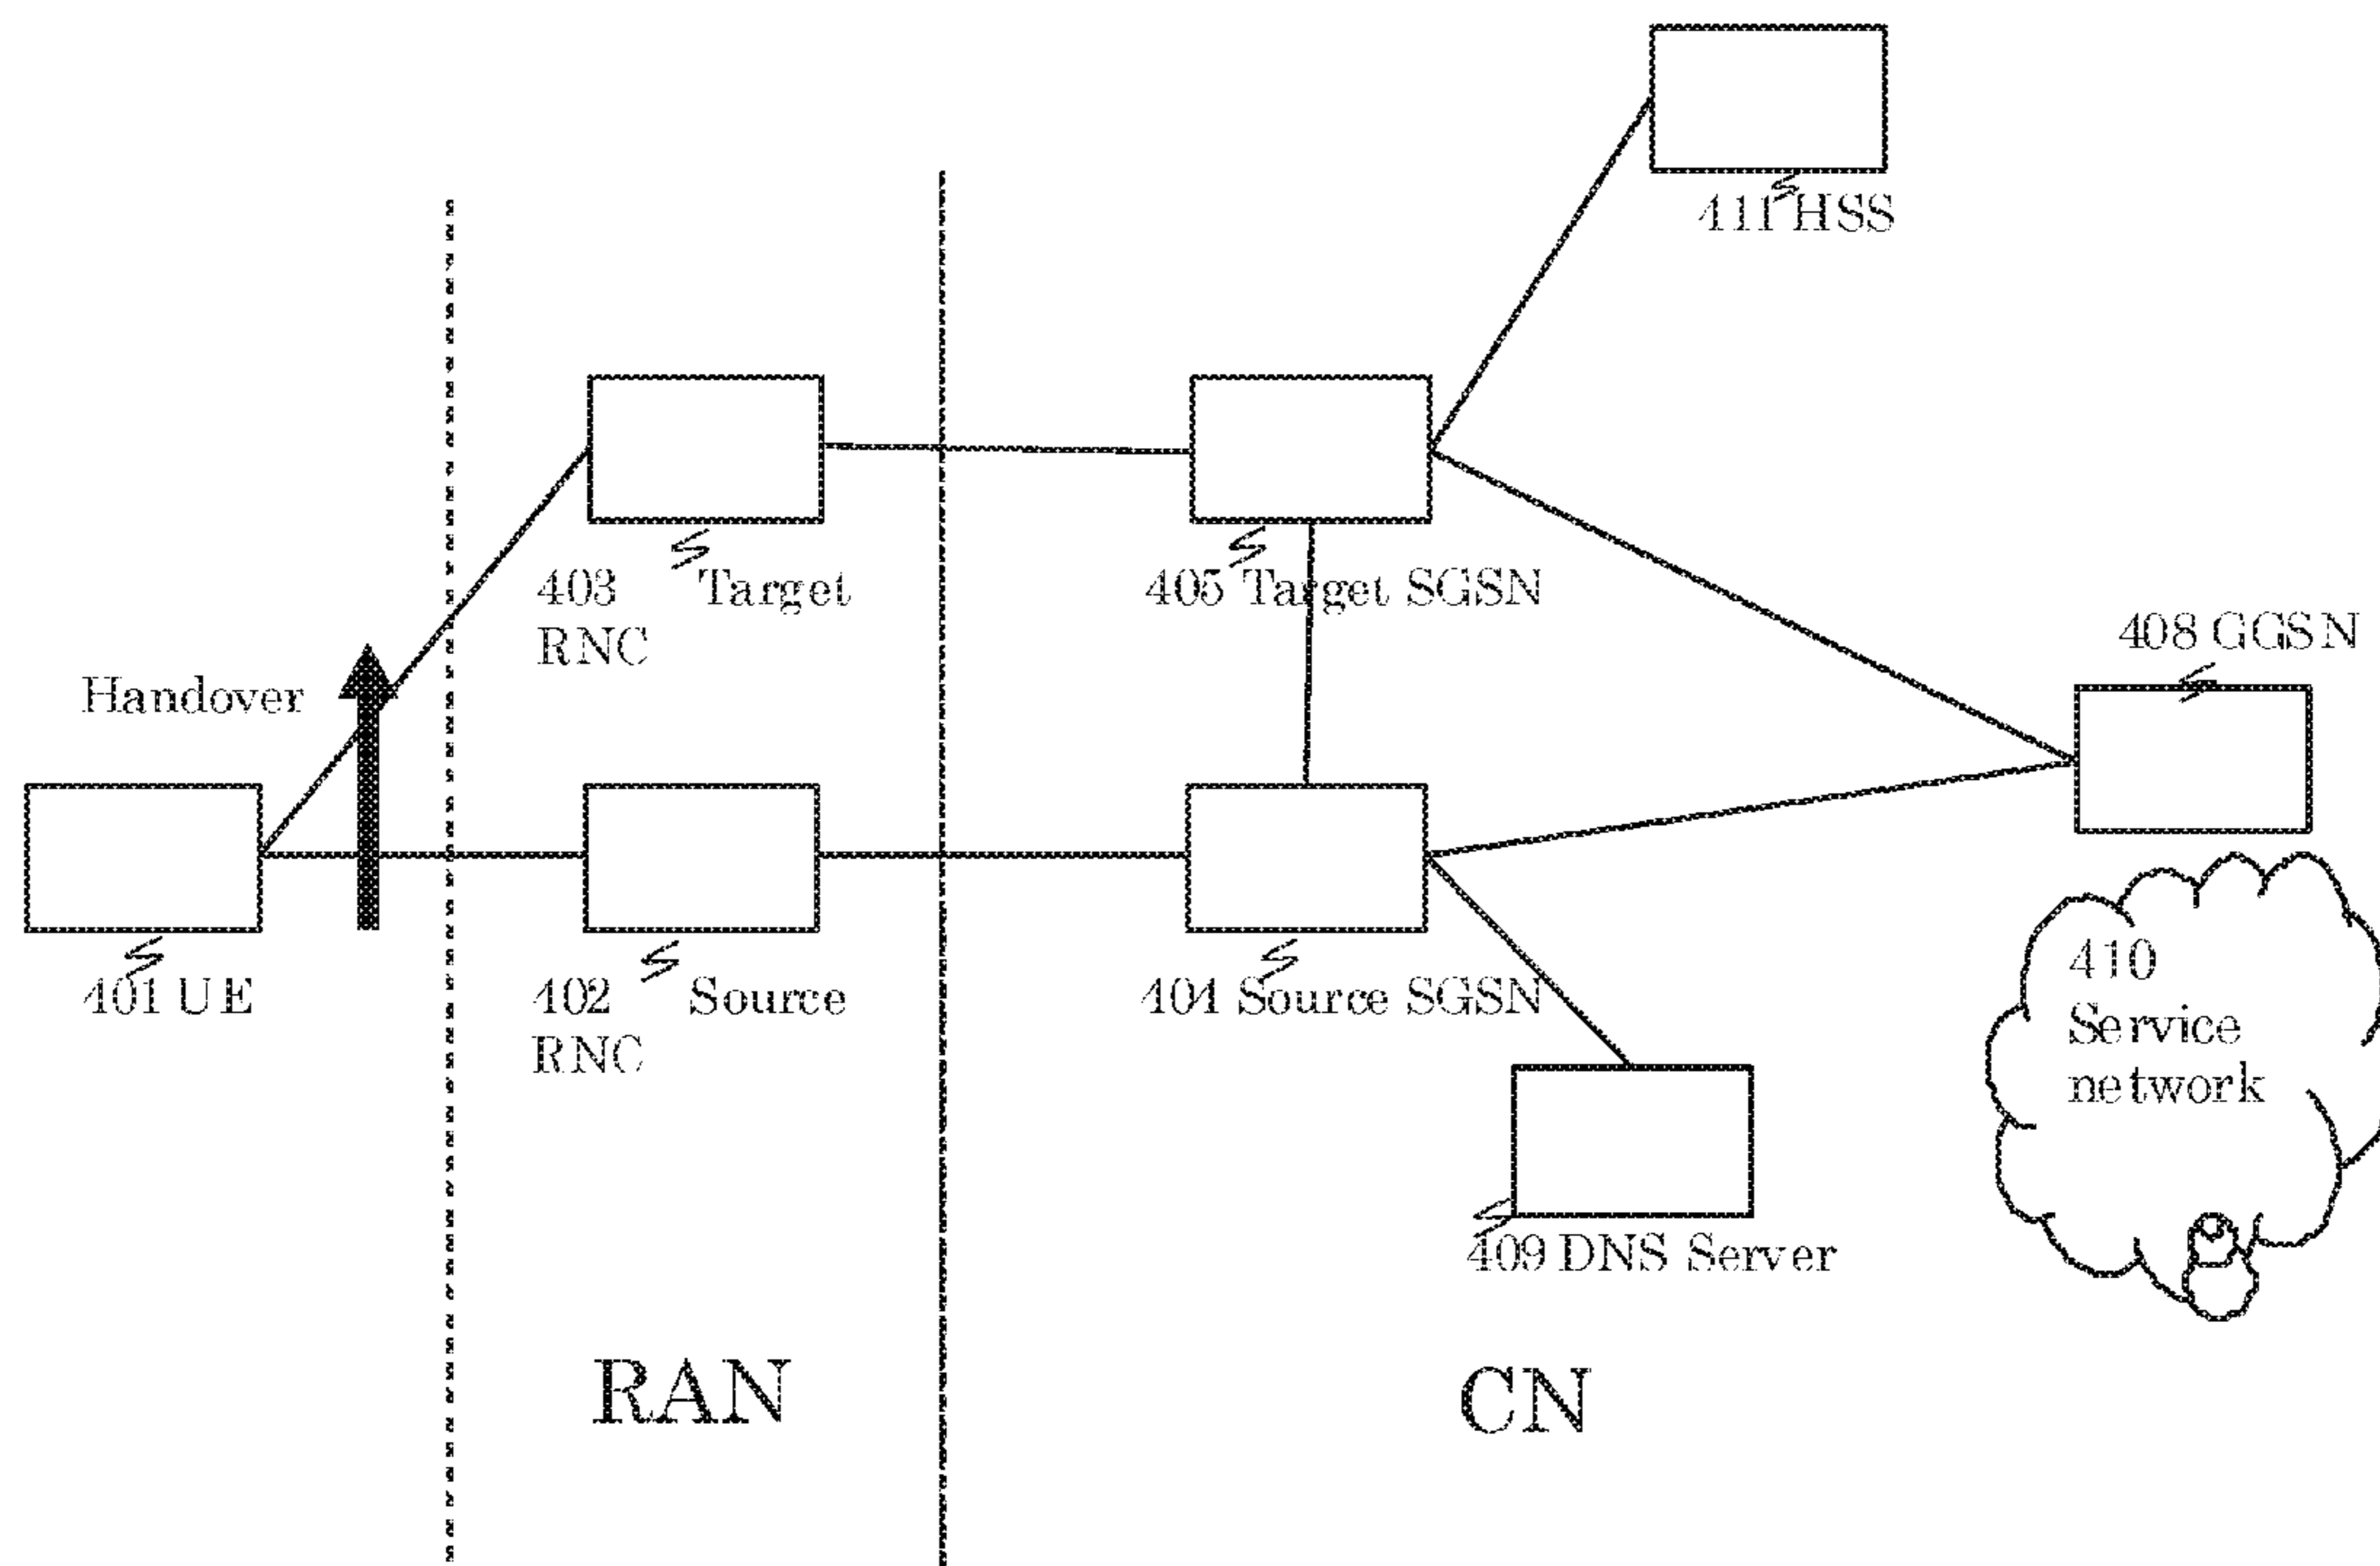 411 HSS
403 Target
RNC
405 Target SGSN
408 GGSN
Handover
401 UE
402 Source
RNC
404 Source SGSN
410
Service
network
409 DNS Server
RAN
CN